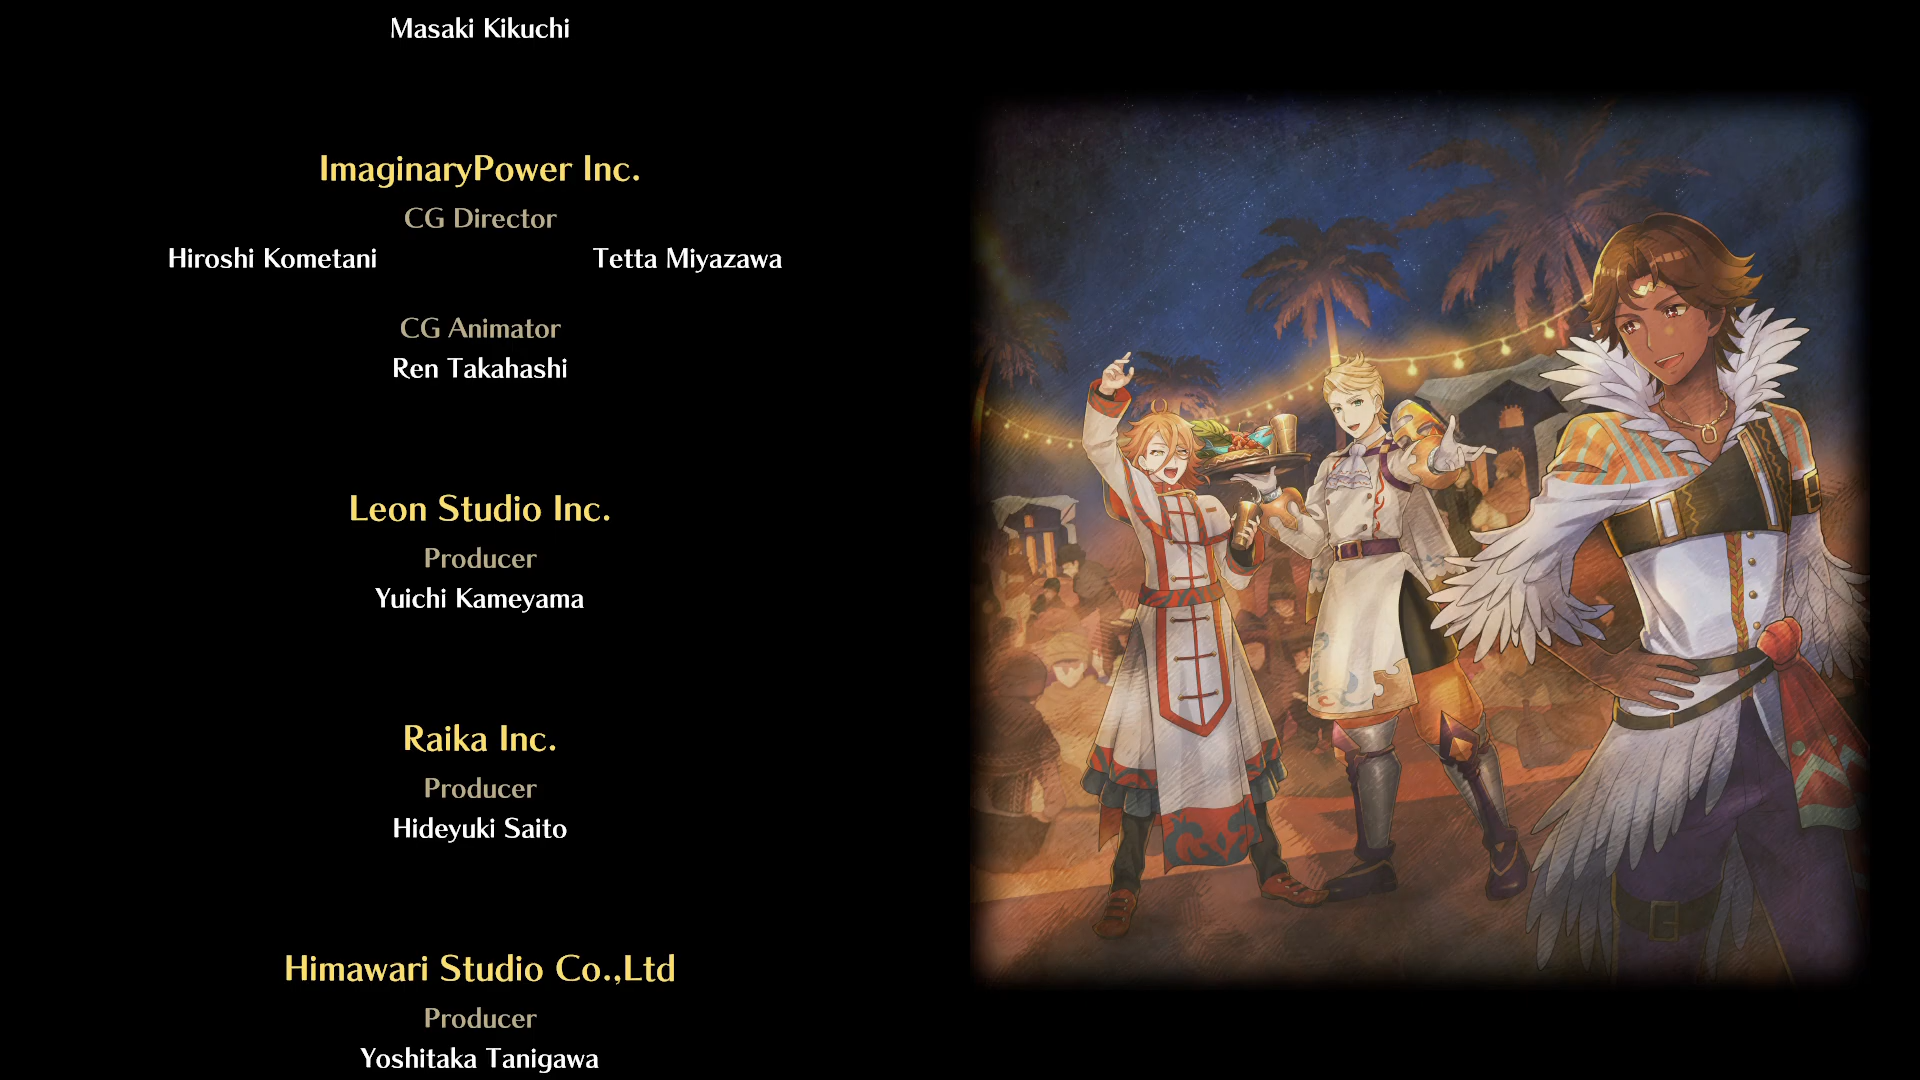 Masaki Kikuchi
ImaginaryPower Inc.
CG Director
Hiroshi Kometani Tetta Miyazawa
CG Animator
Ren Takahashi
Leon Studio Inc.
Producer
Yuichi Kameyama
Raika Inc.
Producer
Hideyuki Saito
Himawari Studio Co.,Ltd
Producer
Yoshitaka Tanigawa